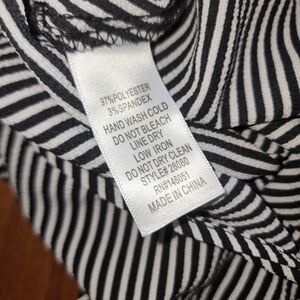 97%POLYESTER
3%SPANDEX
HAND WASH COLD
DO NOT BLEACH
LINE DRY
LOW IRON
DO NOT DRY CLEAN
STYLE# 28080
RN#146051
MADE IN CHINA